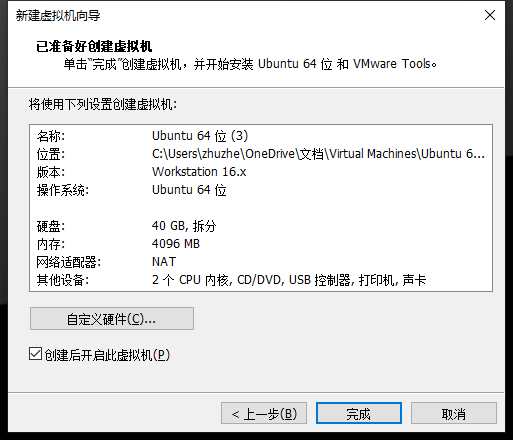 新建虚拟机向导
已准备好创建虚拟机
单击“完成”创建虚拟机，并开始安装 Ubuntu 64 位 和 VMware Tools。
将使用下列设置创建虚拟机:
名称: Ubuntu 64 位 (3)
位置: C:\Users\zhuzhe\OneDrive\文档\Virtual Machines\Ubuntu 6...
版本: Workstation 16.x
操作系统: Ubuntu 64 位
硬盘: 40 GB, 拆分
内存: 4096 MB
网络适配器: NAT
其他设备: 2 个 CPU 内核, CD/DVD, USB 控制器, 打印机, 声卡
自定义硬件(C)...
创建后开启此虚拟机(P)
< 上一步(B) 完成 取消